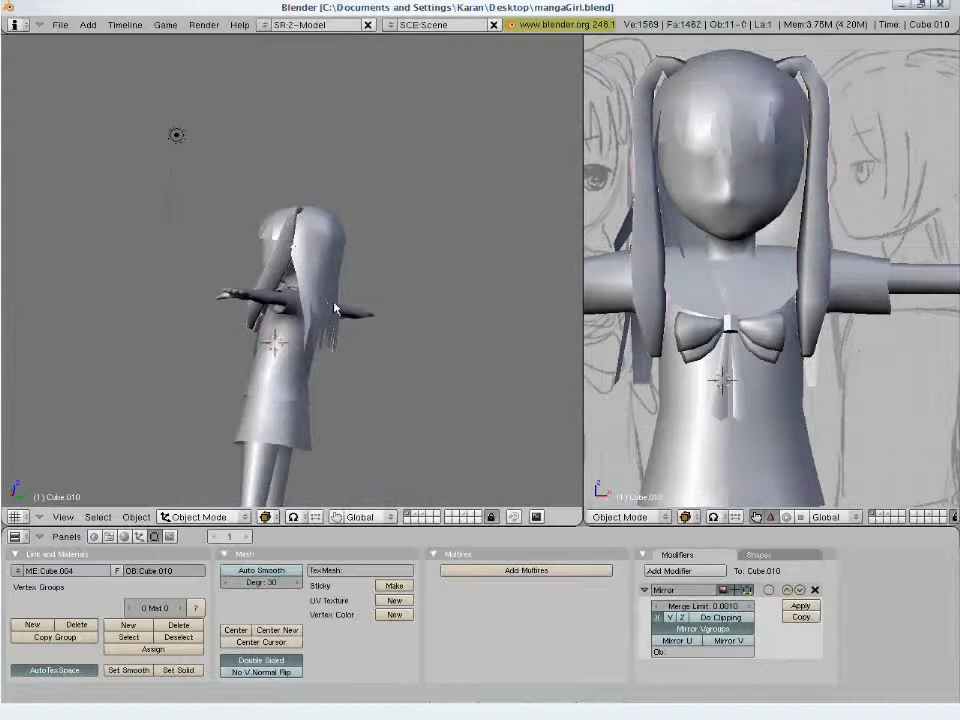 Blender [C:\Documents and Settings\Karan\Desktop\mangaGirl.blend]
File Add Timeline Game Render Help SR:2-Model SCE:Scene www.blender.org 248.1 Ve:1569 | Fa:1462 | Ob:11-0 | La:1 | Mem:3.75M (4.20M) | Time: | Cube.010
(1) Cube.010
(1) Cube.010
View Select Object Object Mode Global
Object Mode Global
Panels 1
Link and Materials
ME:Cube.004 F OB:Cube.010
Vertex Groups
0 Mat 0 ?
New Delete New Delete
Copy Group Select Deselect
Assign
AutoTexSpace Set Smooth Set Solid
Mesh
Auto Smooth TexMesh:
Degr: 30 Sticky Make
UV Texture New
Vertex Color New
Center Center New
Center Cursor
Double Sided
No V.Normal Flip
Multires
Add Multires
Modifiers Shapes
Add Modifier To: Cube.010
Mirror
Merge Limit: 0.0010 Apply
X Y Z Do Clipping Copy
Mirror Vgroups
Mirror U Mirror V
Ob: